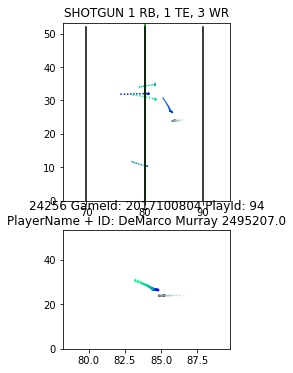 SHOTGUN 1 RB, 1 TE, 3 WR
50
40
30
20
10
0
70 80 90
24256 GameId: 2017100804 PlayId: 94
PlayerName + ID: DeMarco Murray 2495207.0
40
20
0
80.0 82.5 85.0 87.5